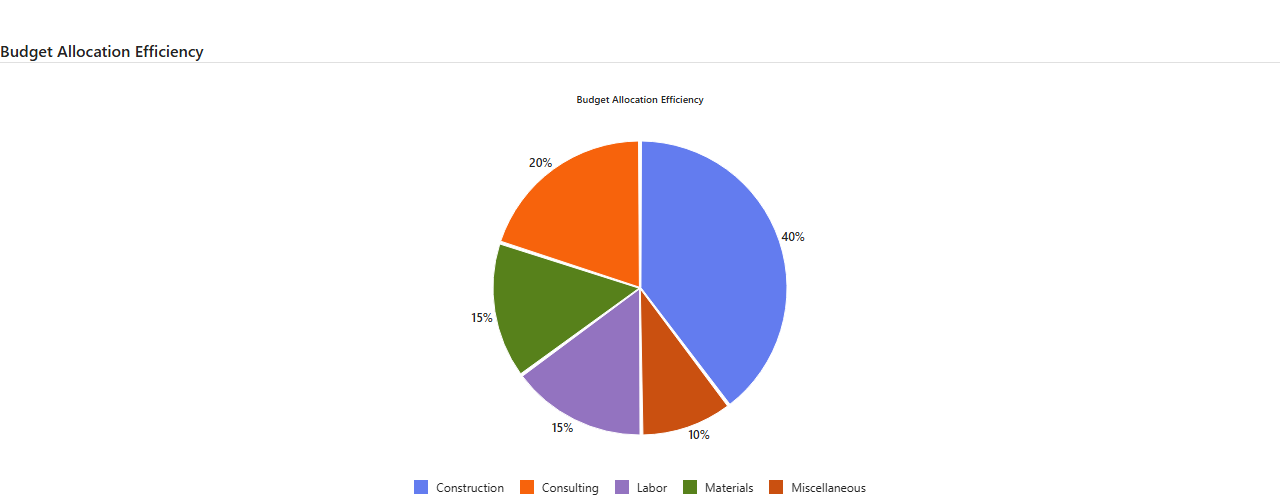 Budget Allocation Efficiency
Budget Allocation Efficiency
20%
40%
15%
15%
10%
Construction Consulting Labor Materials Miscellaneous